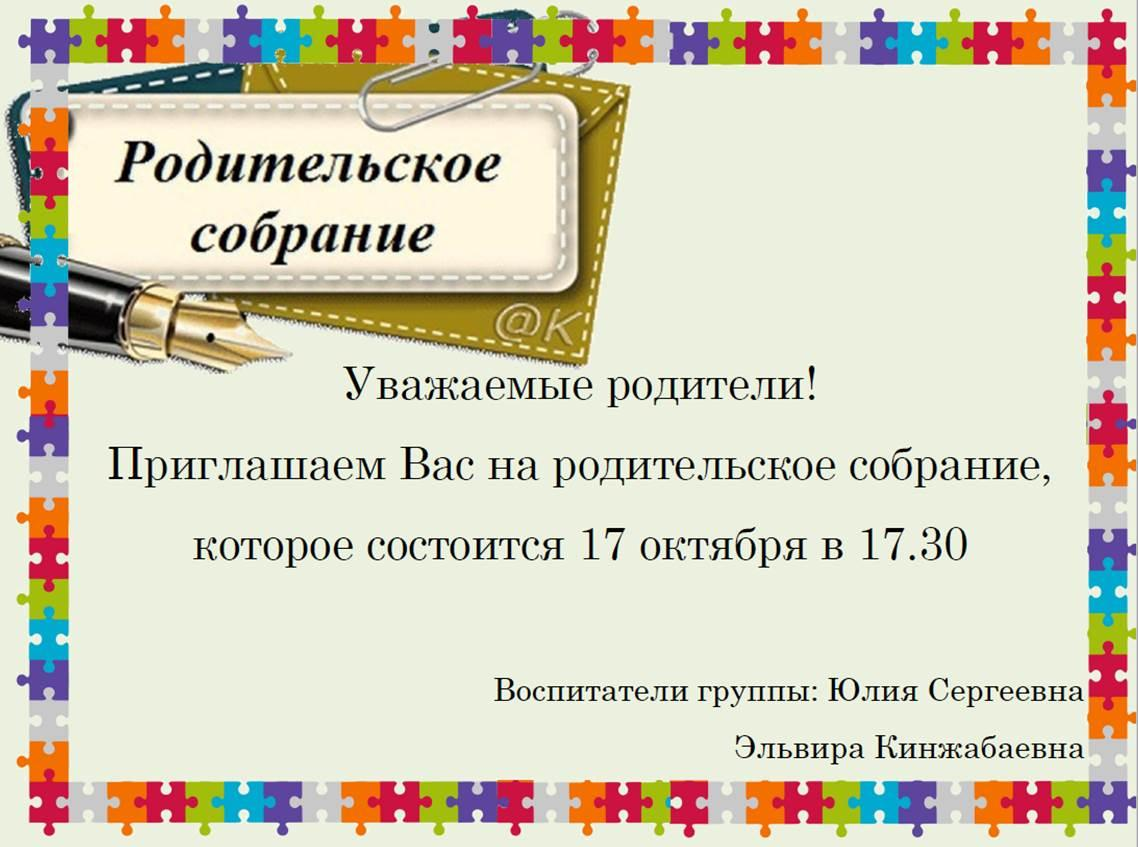 Родительское
собрание
@K
Уважаемые родители!
Приглашаем Вас на родительское собрание,
которое состоится 17 октября в 17.30
Воспитатели группы: Юлия Сергеевна
Эльвира Кинжабаевна